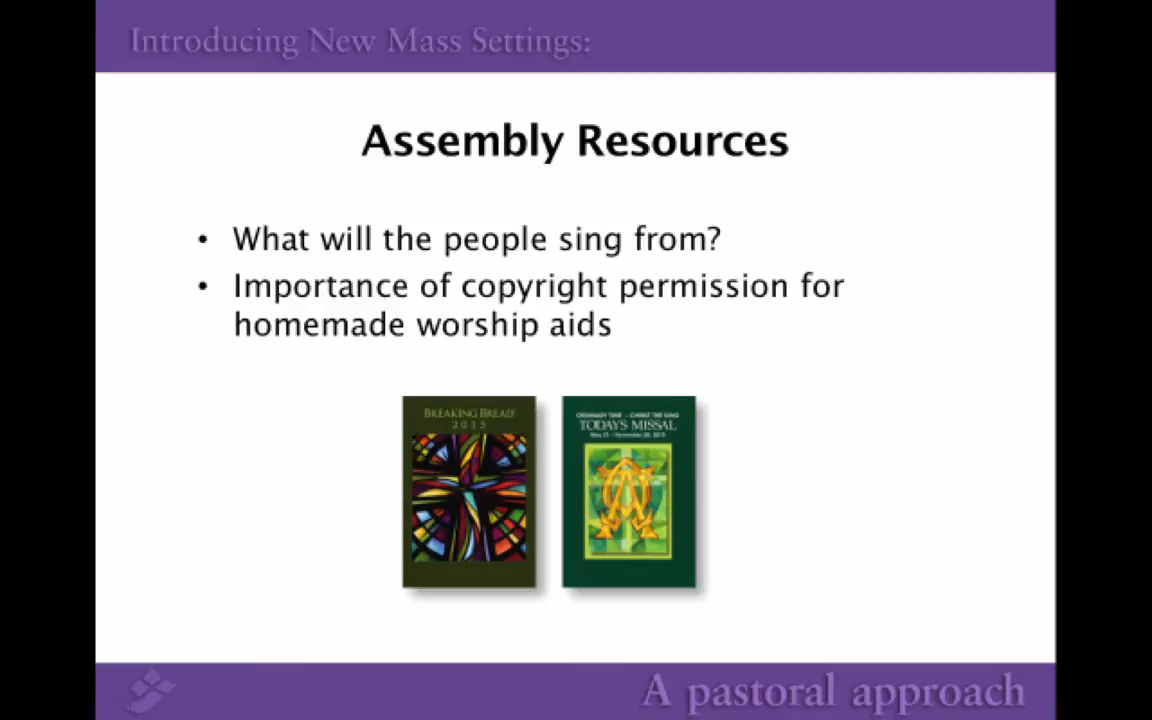 Introducing New Mass Settings:
Assembly Resources
• What will the people sing from?
• Importance of copyright permission for
homemade worship aids
BREAKING BREAD
2015
ORDINARY TIME - CHRIST THE KING
TODAY'S MISSAL
A pastoral approach